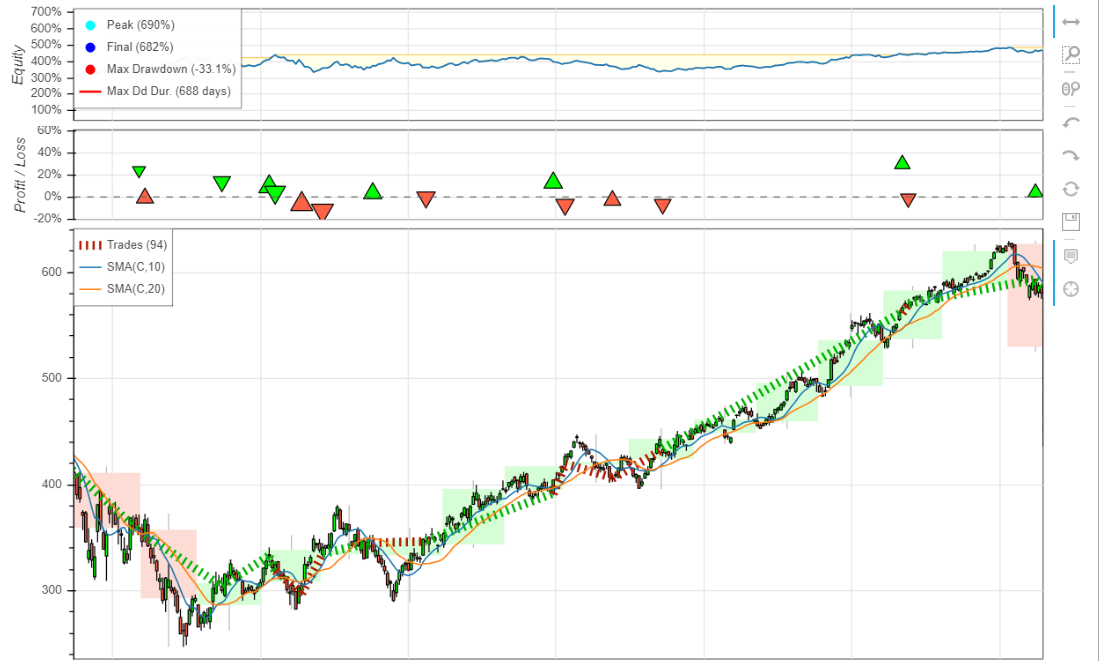 700%
600%
500%
400%
300%
200%
100%
Equity
Peak (690%)
Final (682%)
Max Drawdown (-33.1%)
Max Dd Dur. (688 days)
60%
40%
20%
0%
-20%
Profit / Loss
Trades (94)
SMA(C,10)
SMA(C,20)
600
500
400
300